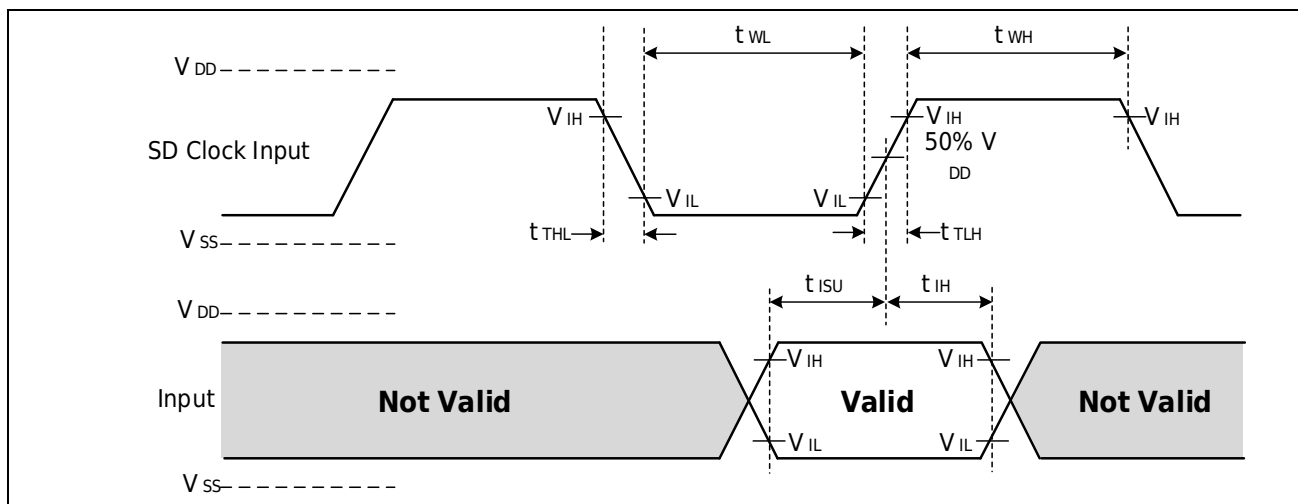 t WL
t WH
V DD
V IH
V IH
V IH
50% V
DD
SD Clock Input
V IL
V IL
V SS
t THL
t TLH
t ISU
t IH
V DD
V IH
V IH
Input
Not Valid
Valid
Not Valid
V IL
V IL
V SS